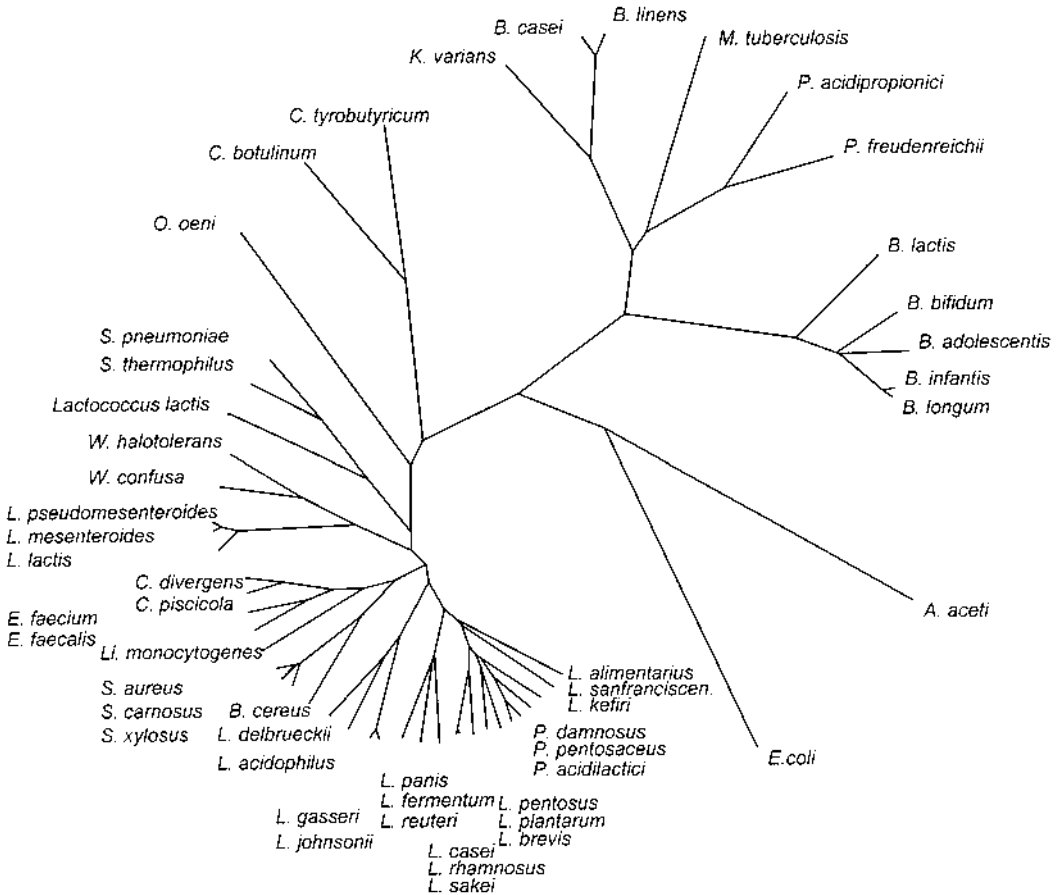 B. linens
B. casei
M. tuberculosis
K. varians
P. acidipropionici
C. tyrobutyricum
P. freudenreichii
C. botulinum
O. oeni
B. lactis
B. bifidum
S. pneumoniae
B. adolescentis
S. thermophilus
B. infantis
Lactococcus lactis
B. longum
W. halotolerans
W. confusa
L. pseudomesenteroides
L. mesenteroides
L. lactis
C. divergens
C. piscicola
A. aceti
E. faecium
E. faecalis
Li. monocytogenes
L. alimentarius
S. aureus
L. sanfranciscen.
L. kefiri
S. carnosus
B. cereus
S. xylosus
L. delbrueckii
P. damnosus
P. pentosaceus
E.coli
L. acidophilus
P. acidilactici
L. panis
L. fermentum
L. pentosus
L. gasseri
L. reuteri
L. plantarum
L. johnsonii
L. brevis
L. casei
L. rhamnosus
L. sakei